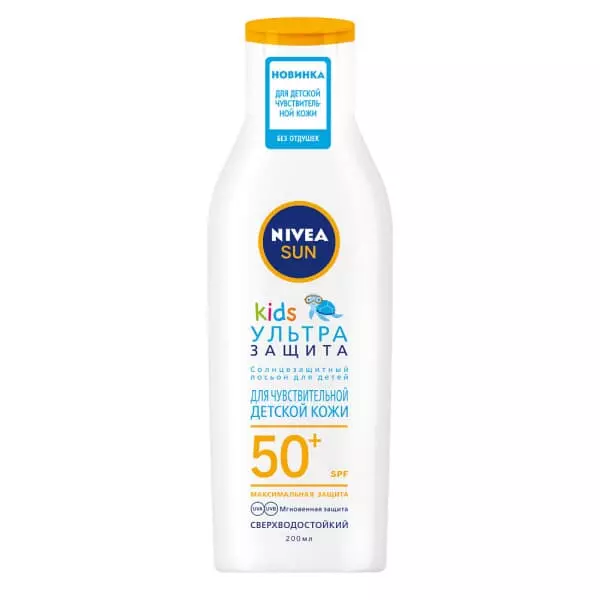 НОВИНКА
ДЛЯ ДЕТСКОЙ
ЧУВСТВИТЕЛЬ-
НОЙ КОЖИ
БЕЗ ОТДУШЕК
NIVEA
SUN
kids
УЛЬТРА
ЗАЩИТА
Солнцезащитный
лосьон для детей
ДЛЯ ЧУВСТВИТЕЛЬНОЙ
ДЕТСКОЙ КОЖИ
50+
SPF
МАКСИМАЛЬНАЯ ЗАЩИТА
UVA UVB Мгновенная защита
СВЕРХВОДОСТОЙКИЙ
200мл